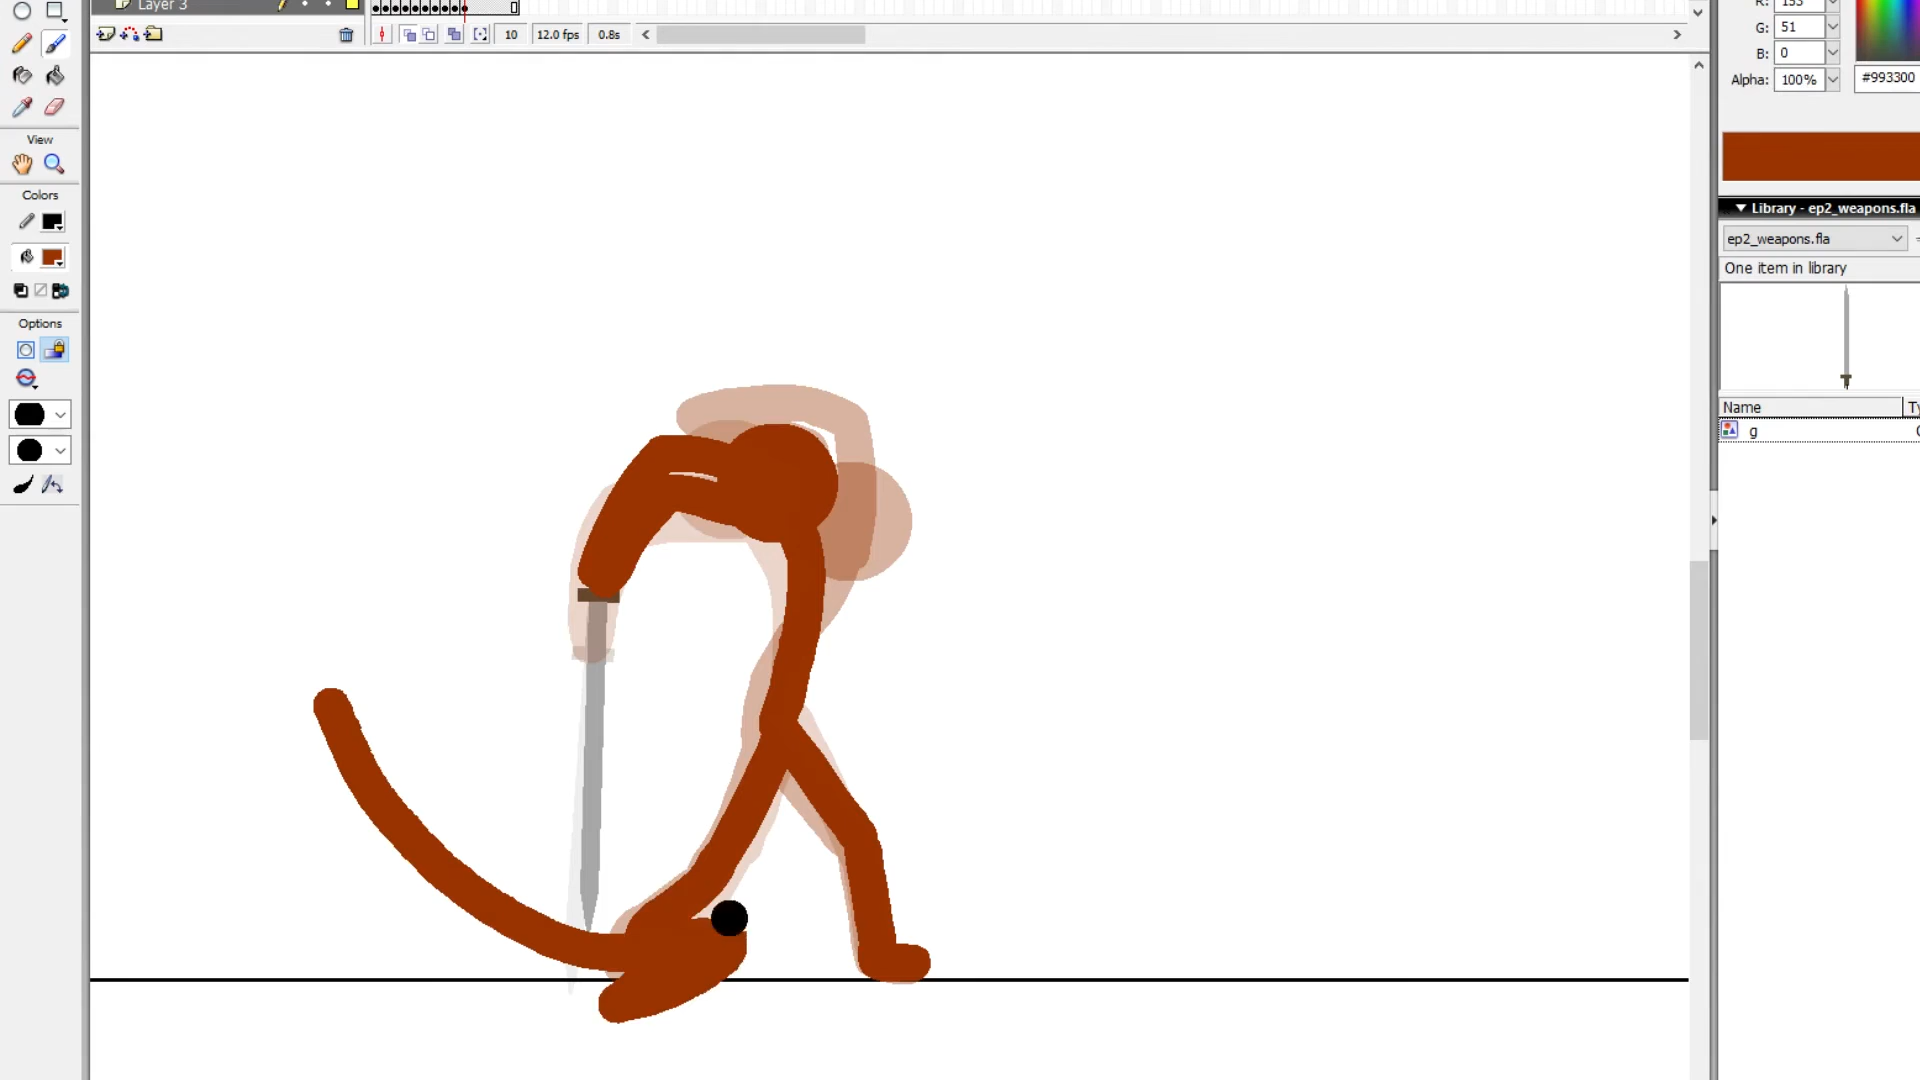 Layer 3
10 12.0 fps 0.8s
View
Colors
Options
R: 153
G: 51
B: 0
Alpha: 100% #993300
Library - ep2_weapons.fla
ep2_weapons.fla
One item in library
Name
g